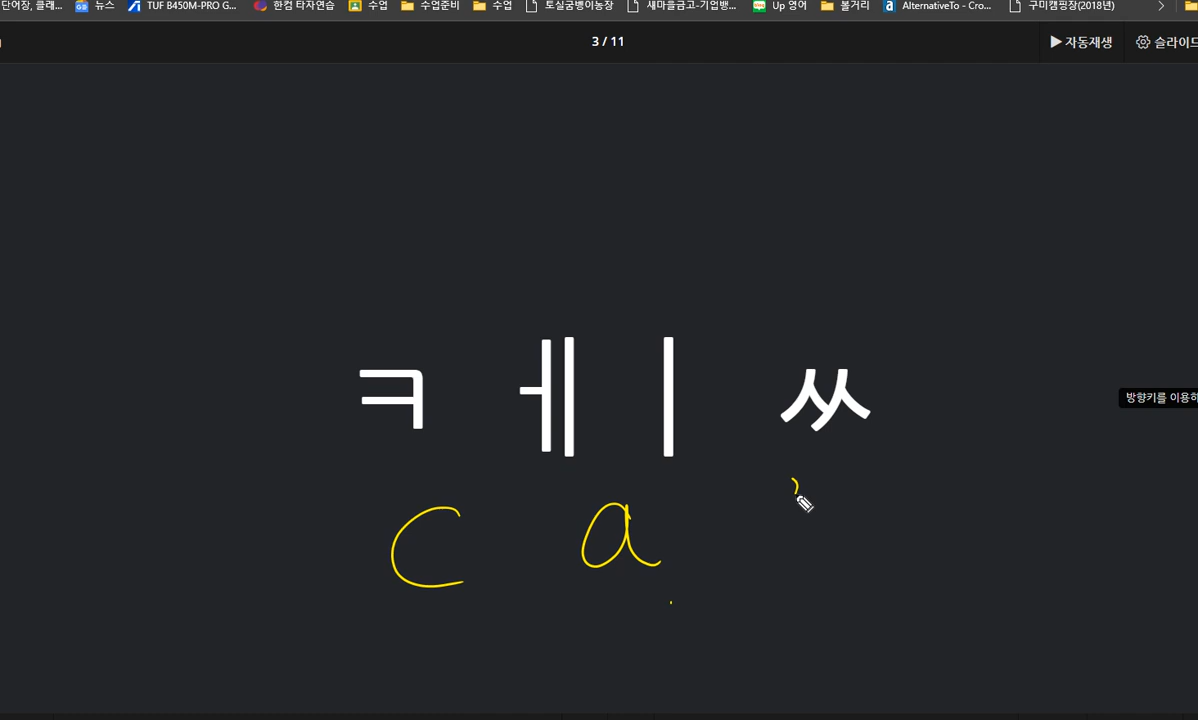 단어장, 클래... 뉴스 TUF B450M-PRO G... 한컴 타자연습 수업 수업준비 수업 토실굼벵이농장 새마을금고-기업뱅... Up 영어 볼거리 AlternativeTo - Cro... 구미캠핑장(2018년)
3 / 11 자동재생 슬라이드
ㅋ ㅔ ㅣ ㅆ
방향키를 이용하
c a